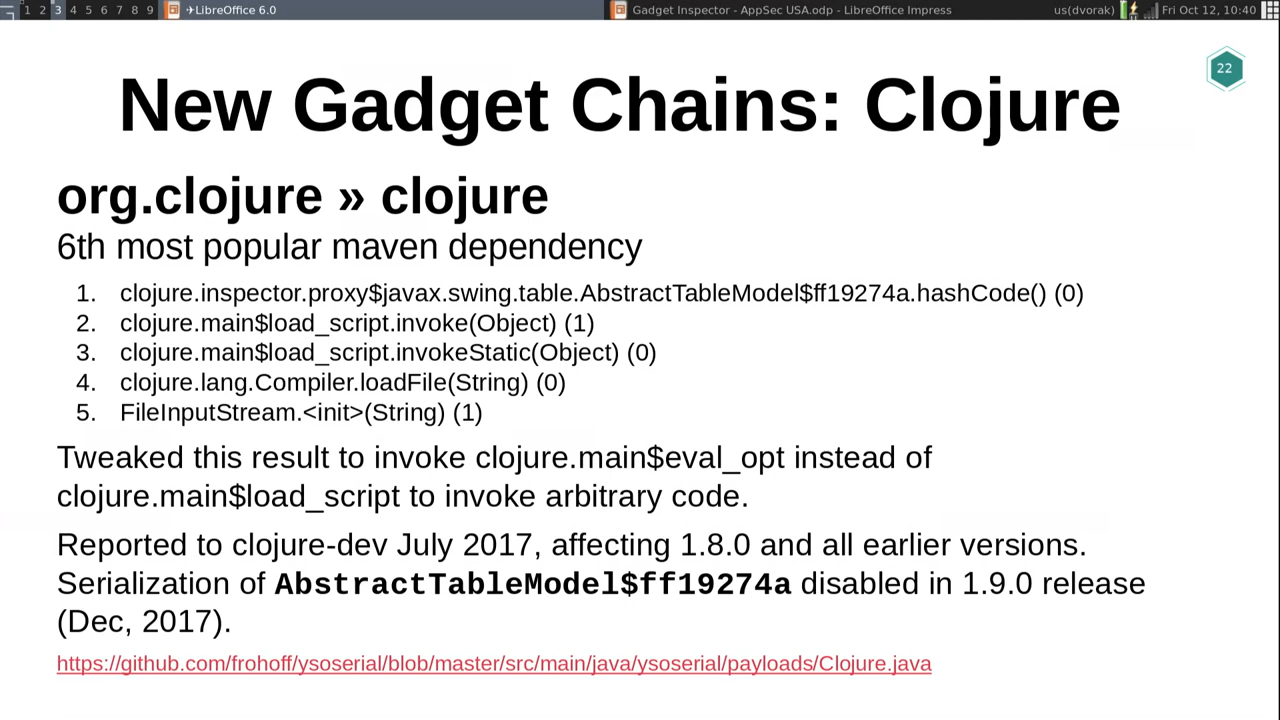 1 2 3 4 5 6 7 8 9 ✈LibreOffice 6.0 Gadget Inspector - AppSec USA.odp - LibreOffice Impress us(dvorak) Fri Oct 12, 10:40
22
New Gadget Chains: Clojure
org.clojure » clojure
6th most popular maven dependency
1. clojure.inspector.proxy$javax.swing.table.AbstractTableModel$ff19274a.hashCode() (0)
2. clojure.main$load_script.invoke(Object) (1)
3. clojure.main$load_script.invokeStatic(Object) (0)
4. clojure.lang.Compiler.loadFile(String) (0)
5. FileInputStream.<init>(String) (1)
Tweaked this result to invoke clojure.main$eval_opt instead of
clojure.main$load_script to invoke arbitrary code.
Reported to clojure-dev July 2017, affecting 1.8.0 and all earlier versions.
Serialization of AbstractTableModel$ff19274a disabled in 1.9.0 release
(Dec, 2017).
https://github.com/frohoff/ysoserial/blob/master/src/main/java/ysoserial/payloads/Clojure.java